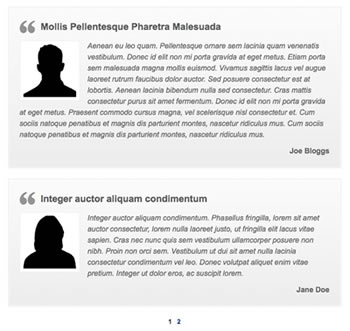 Mollis Pellentesque Pharetra Malesuada
Aenean eu leo quam. Pellentesque ornare sem lacinia quam venenatis
vestibulum. Donec id elit non mi porta gravida at eget metus. Etiam porta
sem malesuada magna mollis euismod. Vivamus sagittis lacus vel augue
laoreet rutrum faucibus dolor auctor. Sed posuere consectetur est at
lobortis. Aenean lacinia bibendum nulla sed consectetur. Cras mattis
consectetur purus sit amet fermentum. Donec id elit non mi porta gravida
at eget metus. Praesent commodo cursus magna, vel scelerisque nisl consectetur et. Cum
sociis natoque penatibus et magnis dis parturient montes, nascetur ridiculus mus. Cum sociis
natoque penatibus et magnis dis parturient montes, nascetur ridiculus mus.
Joe Bloggs
Integer auctor aliquam condimentum
Integer auctor aliquam condimentum. Phasellus fringilla, lorem sit amet
auctor consectetur, lorem nulla laoreet justo, ut fringilla elit lacus vitae
sapien. Cras nec nunc quis sem vestibulum ullamcorper posuere non
nibh. Proin non orci sem. Vestibulum ut dui sit amet nulla lacinia
consectetur condimentum vel leo. Donec volutpat aliquet enim vitae
pretium. Integer ut dolor eros, ac suscipit lorem.
Jane Doe
1 2